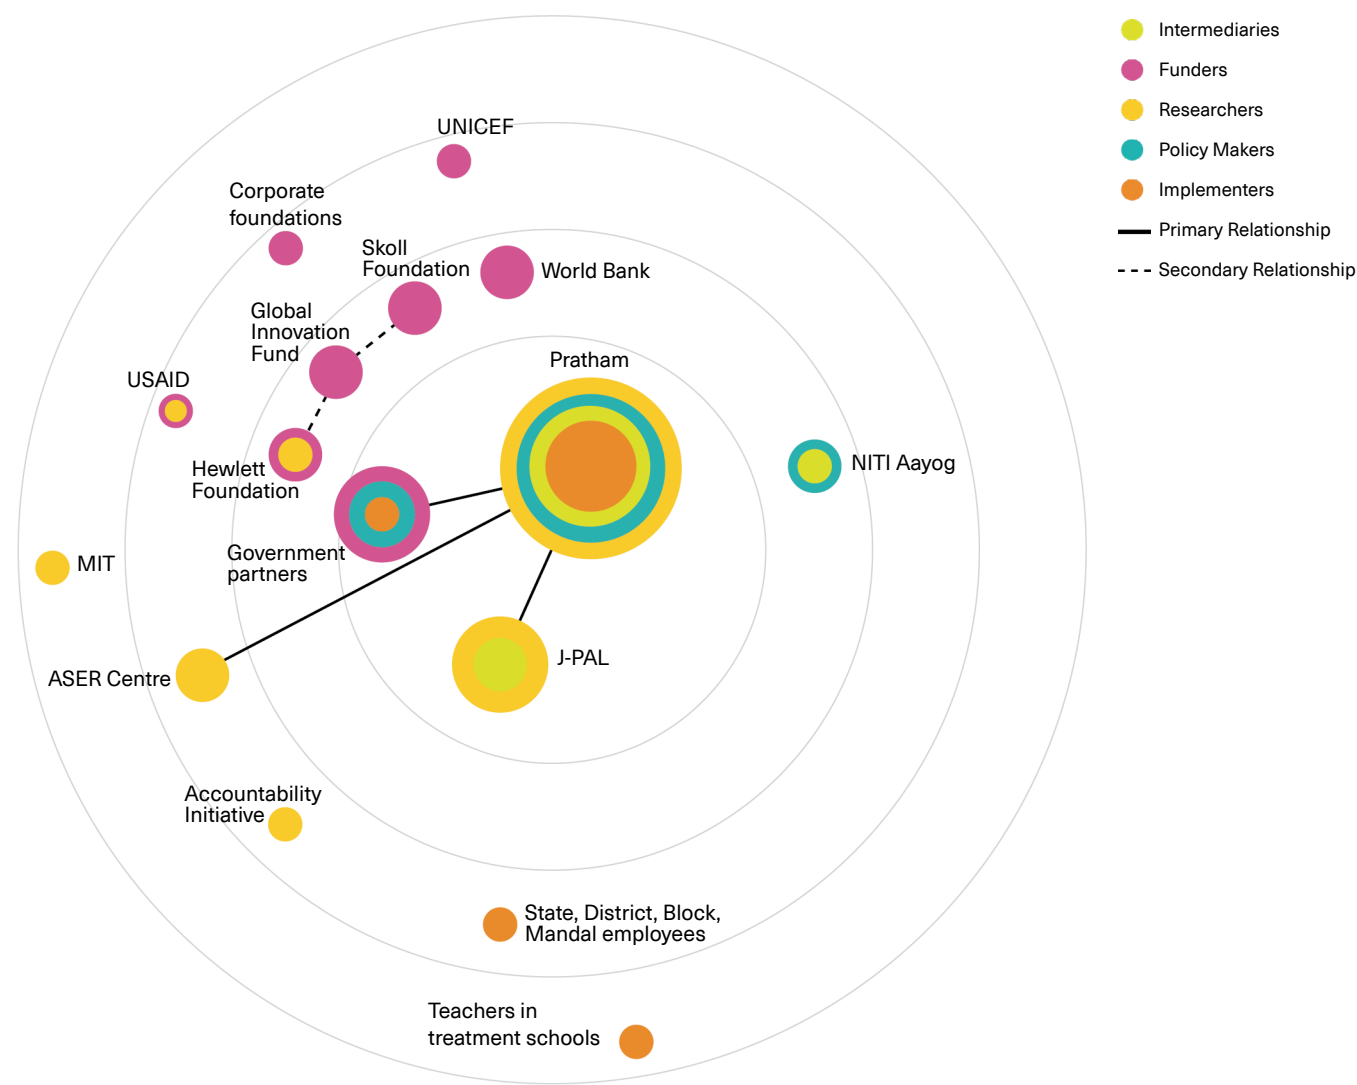 UNICEF
Corporate
foundations
Skoll
Foundation
World Bank
Global
Innovation
Fund
Pratham
USAID
Hewlett
Foundation
NITI Aayog
Government
partners
MIT
J-PAL
ASER Centre
Accountability
Initiative
State, District, Block,
Mandal employees
Teachers in
treatment schools
Intermediaries
Funders
Researchers
Policy Makers
Implementers
Primary Relationship
Secondary Relationship